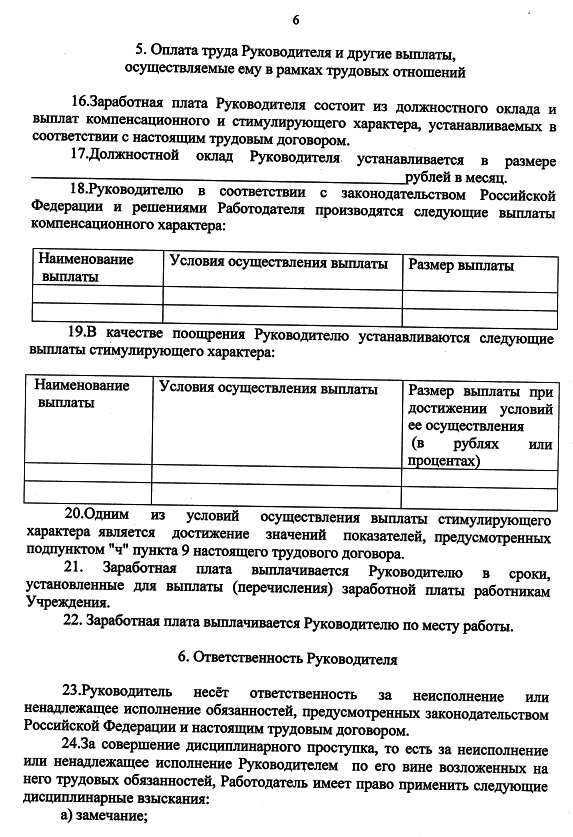 6
5. Оплата труда Руководителя и другие выплаты,
осуществляемые ему в рамках трудовых отношений
16.Заработная плата Руководителя состоит из должностного оклада и
выплат компенсационного и стимулирующего характера, устанавливаемых в
соответствии с настоящим трудовым договором.
17.Должностной оклад Руководителя устанавливается в размере
____________________________________________рублей в месяц.
18.Руководителю в соответствии с законодательством Российской
Федерации и решениями Работодателя производятся следующие выплаты
компенсационного характера:
Наименование выплаты Условия осуществления выплаты Размер выплаты
19.В качестве поощрения Руководителю устанавливаются следующие
выплаты стимулирующего характера:
Наименование Условия осуществления выплаты Размер выплаты при
выплаты достижении условий
ее осуществления
(в рублях или
процентах)
20.Одним из условий осуществления выплаты стимулирующего
характера является достижение значений показателей, предусмотренных
подпунктом "ч" пункта 9 настоящего трудового договора.
21. Заработная плата выплачивается Руководителю в сроки,
установленные для выплаты (перечисления) заработной платы работникам
Учреждения.
22. Заработная плата выплачивается Руководителю по месту работы.
6. Ответственность Руководителя
23.Руководитель несёт ответственность за неисполнение или
ненадлежащее исполнение обязанностей, предусмотренных законодательством
Российской Федерации и настоящим трудовым договором.
24.За совершение дисциплинарного проступка, то есть за неисполнение
или ненадлежащее исполнение Руководителем по его вине возложенных на
него трудовых обязанностей, Работодатель имеет право применить следующие
дисциплинарные взыскания:
а) замечание;